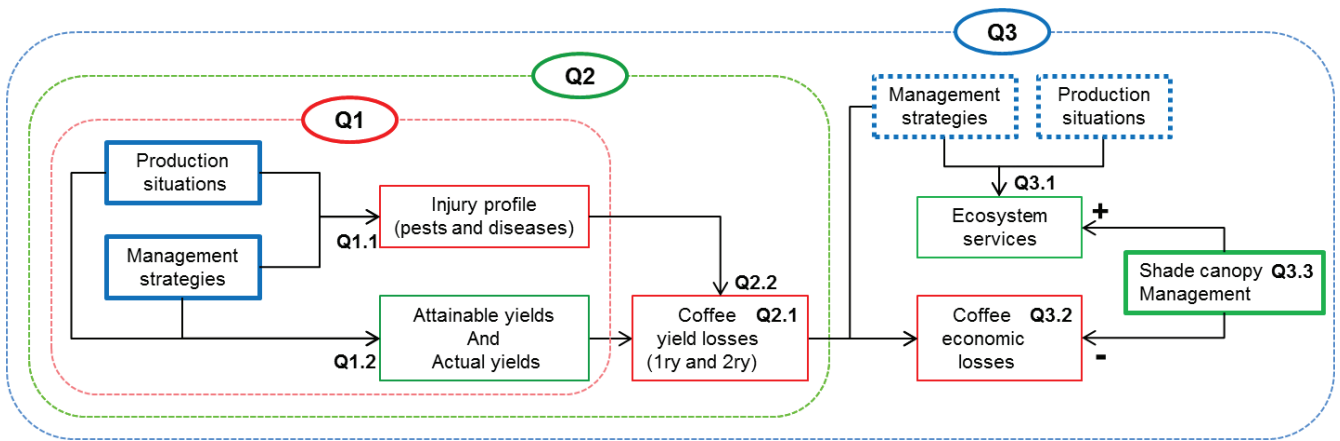 Q3
Q2
Q1
Management
strategies
Production
situations
Production
situations
Q3.1
Injury profile
(pests and diseases)
Q1.1
Ecosystem
services
+
Management
strategies
Q2.2
Shade canopy Q3.3
Management
Attainable yields
And
Actual yields
Q1.2
Coffee Q2.1
yield losses
(1ry and 2ry)
Coffee Q3.2
economic
losses
-